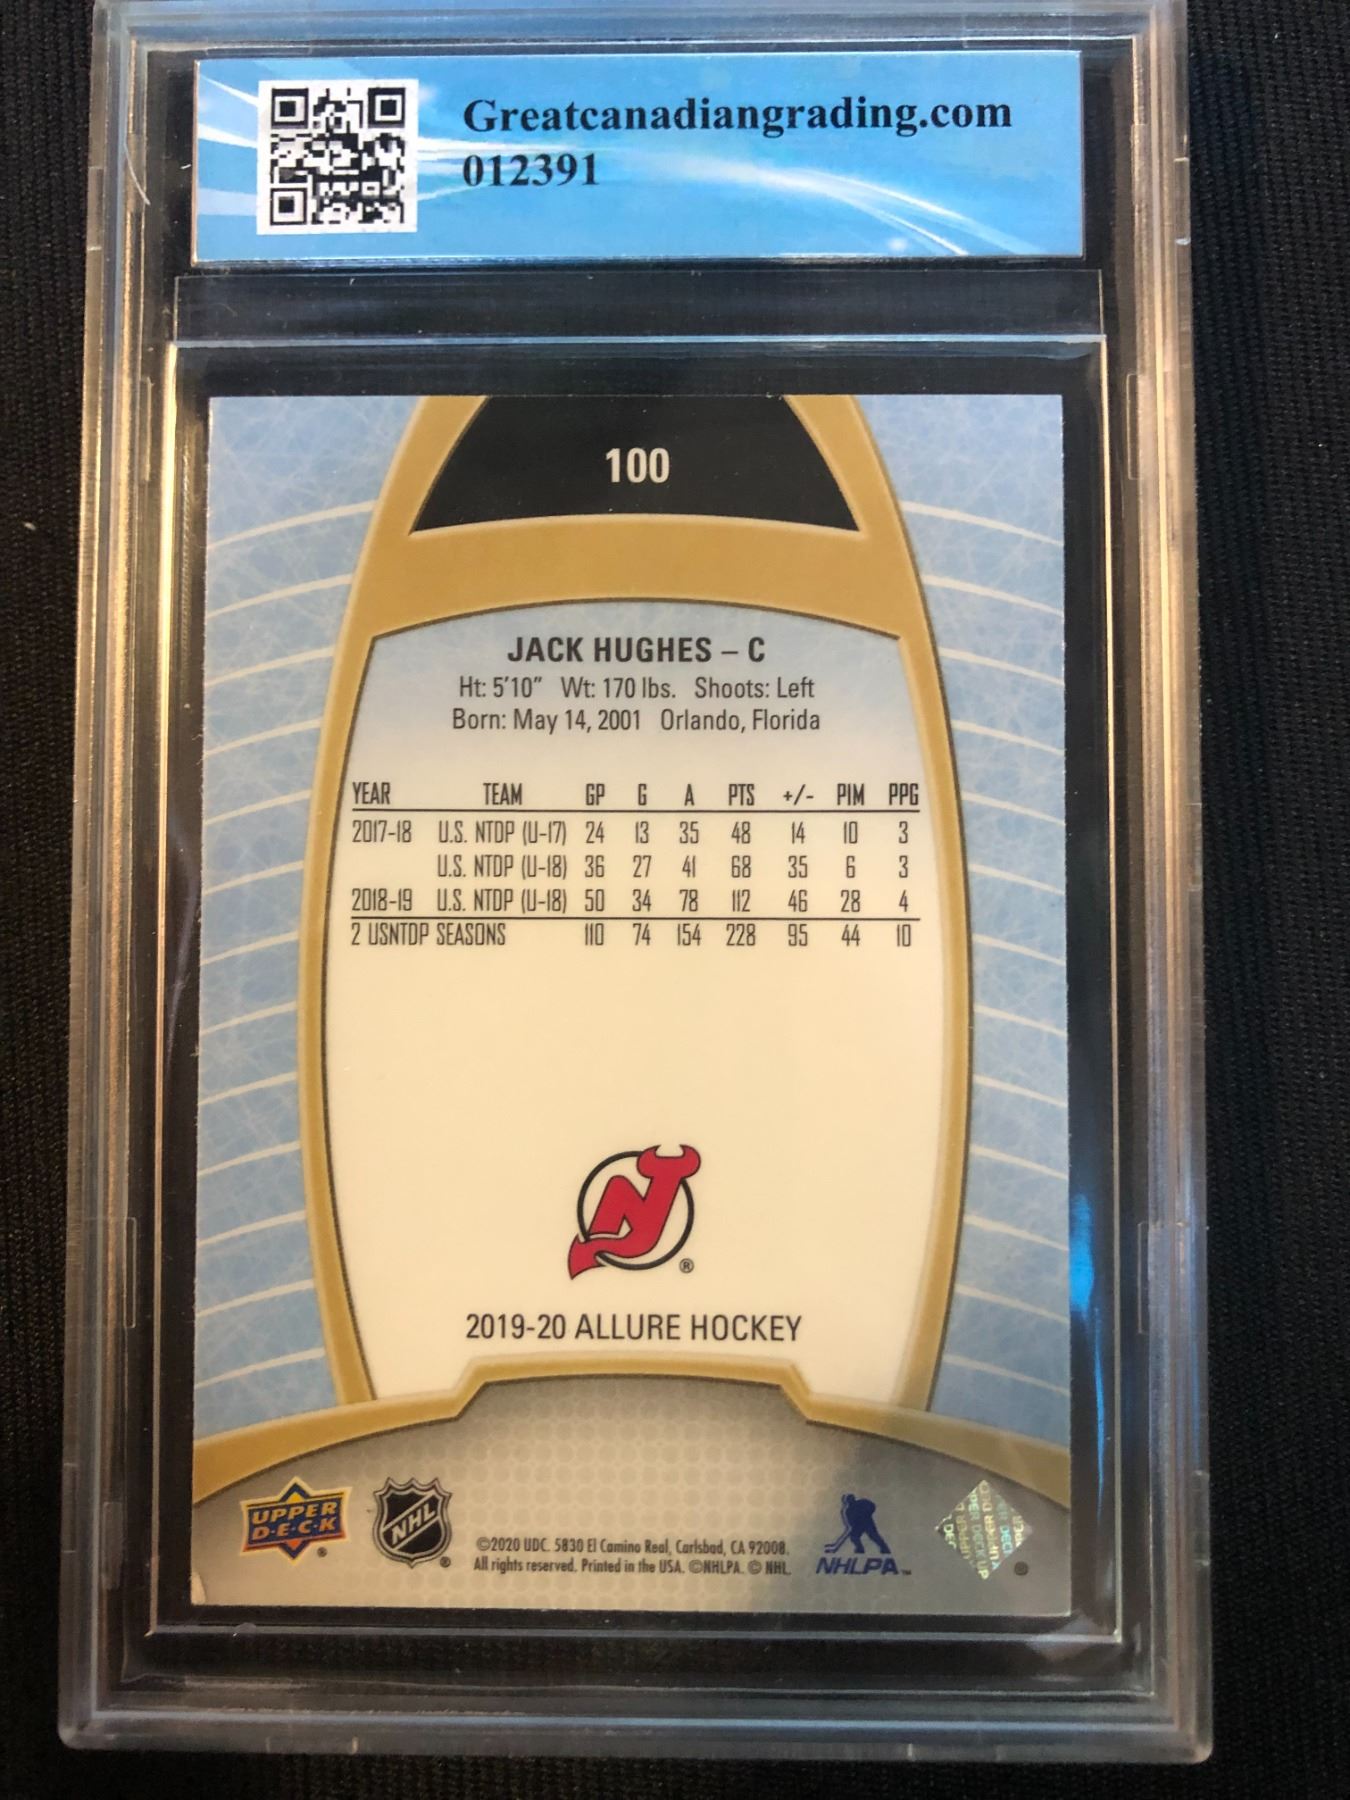 Greatcanadiangrading.com
012391
100
JACK HUGHES – C
Ht: 5'10" Wt: 170 lbs. Shoots: Left
Born: May 14, 2001 Orlando, Florida
YEAR TEAM GP G A PTS +/- PIM PPG
2017-18 U.S. NTDP (U-17) 24 13 35 48 14 10 3
U.S. NTDP (U-18) 36 27 41 68 35 6 3
2018-19 U.S. NTDP (U-18) 50 34 78 112 46 28 4
2 USNTDP SEASONS 110 74 154 228 95 44 10
NJ ®
2019-20 ALLURE HOCKEY
UPPER
D·E·C·K ®
NHL ®
©2020 UDC. 5830 El Camino Real, Carlsbad, CA 92008.
All rights reserved. Printed in the USA. ©NHLPA. © NHL.
NHLPA™
UPPER DECK
®